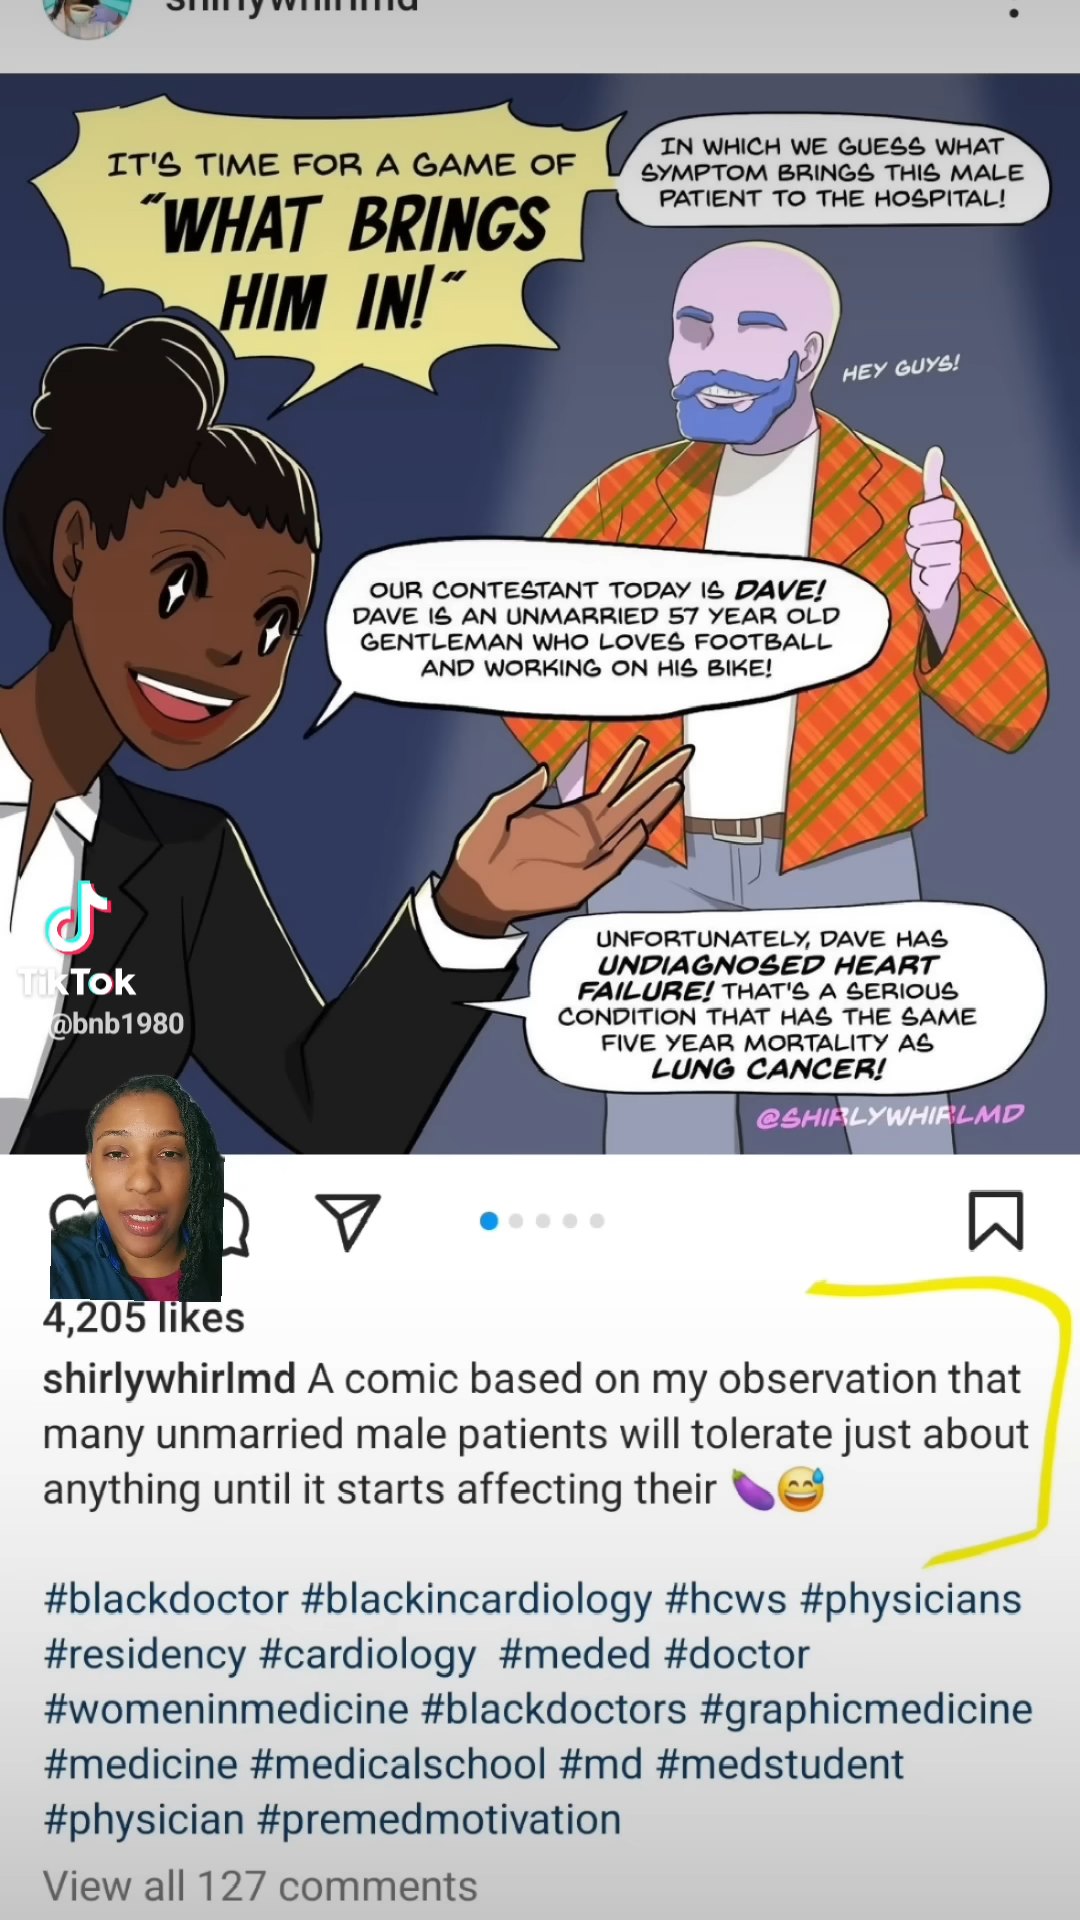 shirlywhirlmd
IT'S TIME FOR A GAME OF
"WHAT BRINGS
HIM IN!"
IN WHICH WE GUESS WHAT
SYMPTOM BRINGS THIS MALE
PATIENT TO THE HOSPITAL!
HEY GUYS!
OUR CONTESTANT TODAY IS DAVE!
DAVE IS AN UNMARRIED 57 YEAR OLD
GENTLEMAN WHO LOVES FOOTBALL
AND WORKING ON HIS BIKE!
UNFORTUNATELY, DAVE HAS
UNDIAGNOSED HEART
FAILURE! THAT'S A SERIOUS
CONDITION THAT HAS THE SAME
FIVE YEAR MORTALITY AS
LUNG CANCER!
@SHIRLYWHIRLMD
TikTok
@bnb1980
4,205 likes
shirlywhirlmd A comic based on my observation that
many unmarried male patients will tolerate just about
anything until it starts affecting their 🍆😅
#blackdoctor #blackincardiology #hcws #physicians
#residency #cardiology #meded #doctor
#womeninmedicine #blackdoctors #graphicmedicine
#medicine #medicalschool #md #medstudent
#physician #premedmotivation
View all 127 comments